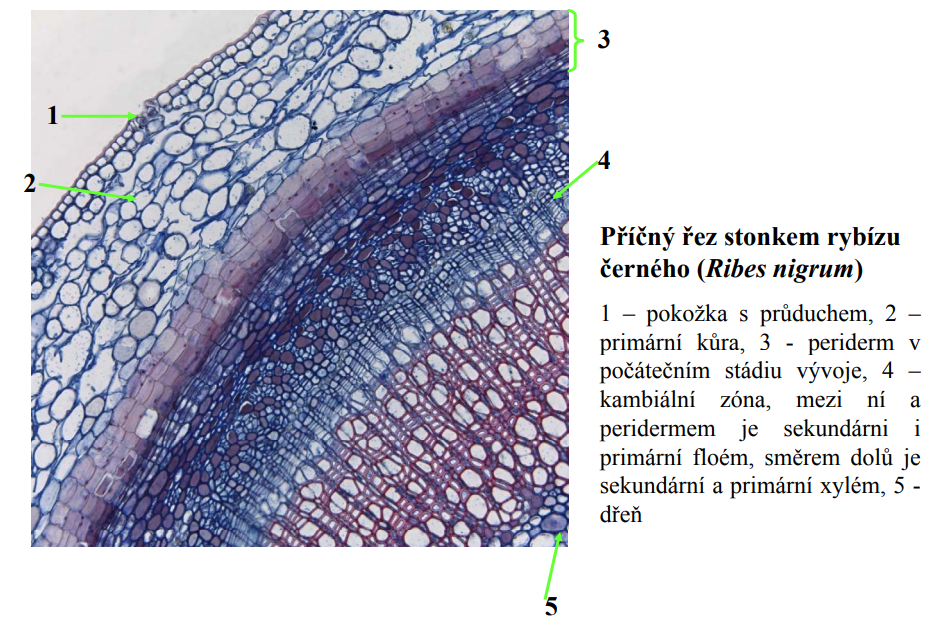 3
1
4
2
Příčný řez stonkem rybízu
černého (Ribes nigrum)
1 – pokožka s průduchem, 2 –
primární kůra, 3 - periderm v
počátečním stádiu vývoje, 4 –
kambiální zóna, mezi ní a
peridermem je sekundárni i
primární floém, směrem dolů je
sekundární a primární xylém, 5 -
dřeň
5